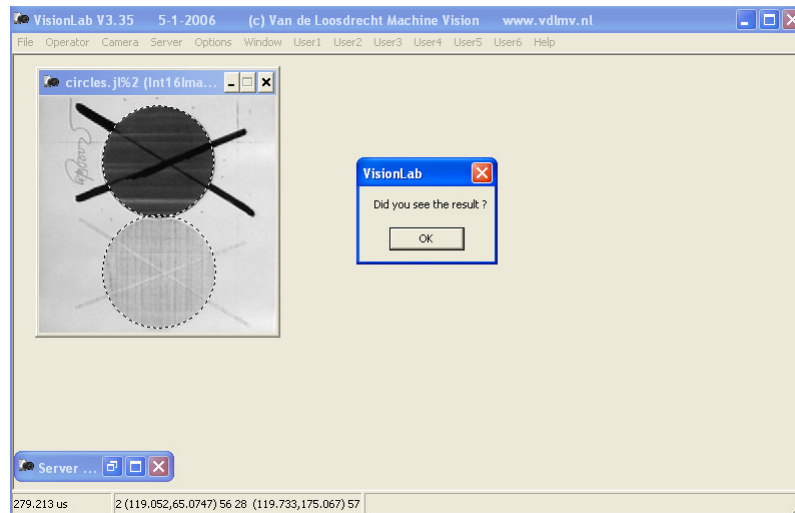 VisionLab V3.35 5-1-2006 (c) Van de Loosdrecht Machine Vision www.vdlmv.nl
File Operator Camera Server Options Window User1 User2 User3 User4 User5 User6 Help
circles.jl%2 (Int16Ima...
VisionLab
Did you see the result ?
OK
Server ...
279.213 us 2 (119.052,65.0747) 56 28 (119.733,175.067) 57